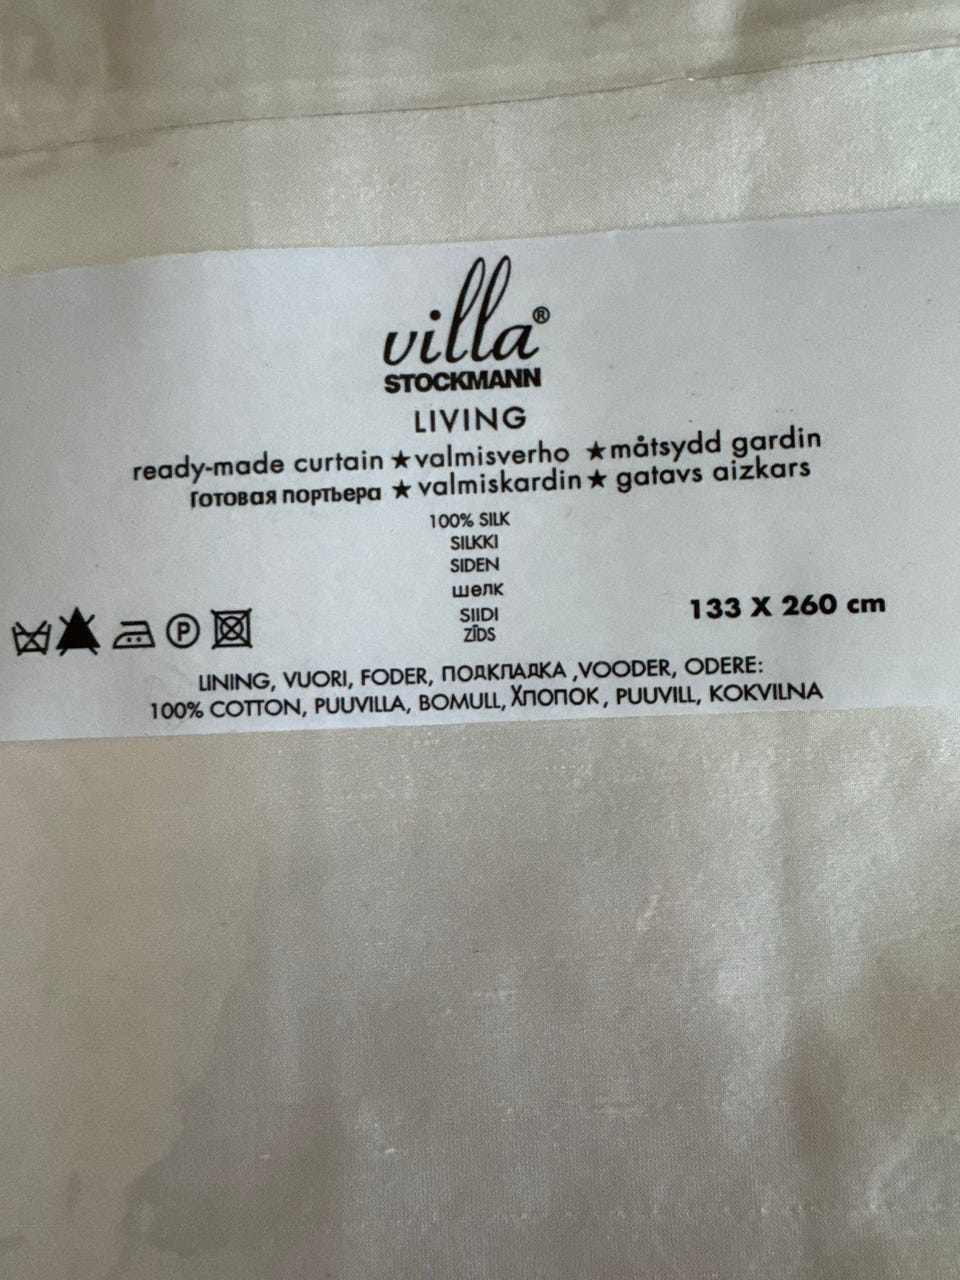 villa®
STOCKMANN
LIVING
ready-made curtain ★ valmisverho ★ måtsydd gardin
готовая портьера ★ valmiskardin ★ gatavs aizkars
100% SILK
SILKKI
SIDEN
шелк
SIIDI
ZĪDS
133 X 260 cm
P
LINING, VUORI, FODER, ПОДКЛАДКА ,VOODER, ODERE:
100% COTTON, PUUVILLA, BOMULL, Хлопок, PUUVILL, KOKVILNA